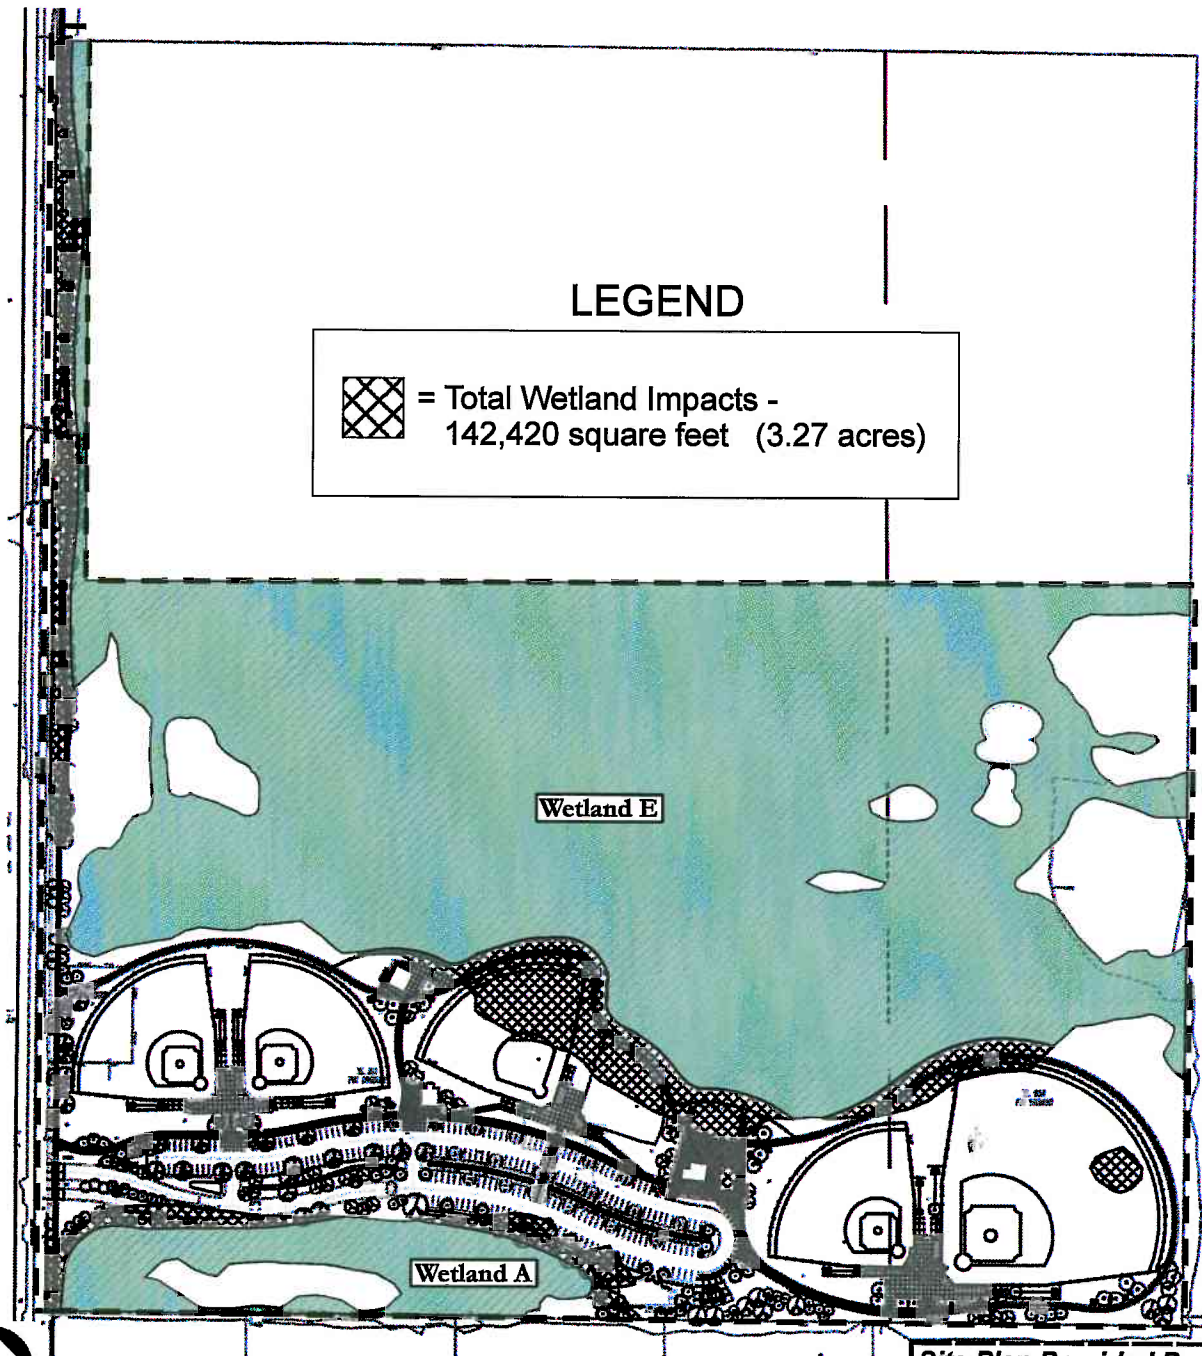 LEGEND
= Total Wetland Impacts -
142,420 square feet (3.27 acres)
Wetland E
Wetland A